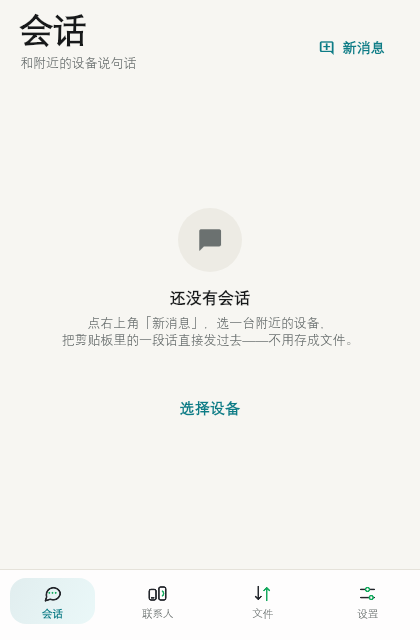 会话
和附近的设备说句话
新消息
还没有会话
点右上角「新消息」，选一台附近的设备，
把剪贴板里的一段话直接发过去——不用存成文件。
选择设备
会话
联系人
文件
设置